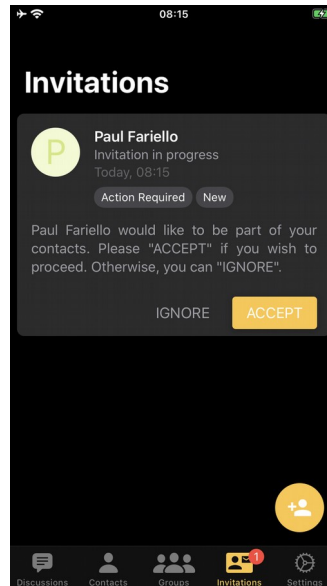 08:15
Invitations
P
Paul Fariello
Invitation in progress
Today, 08:15
Action Required New
Paul Fariello would like to be part of your
contacts. Please "ACCEPT" if you wish to
proceed. Otherwise, you can "IGNORE".
IGNORE ACCEPT
1
Discussions Contacts Groups Invitations Settings